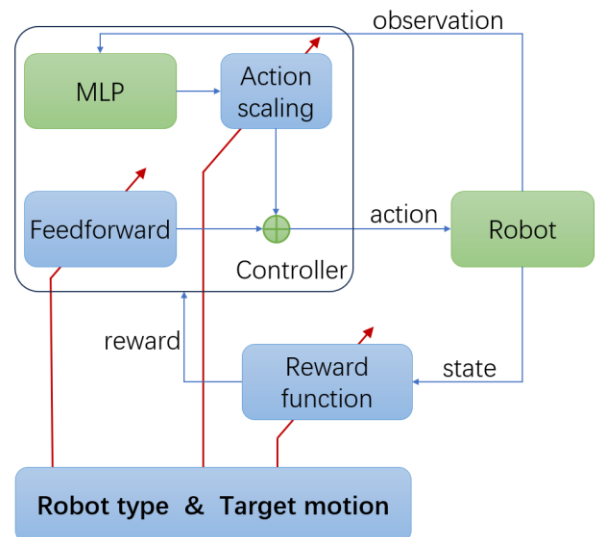 observation
MLP
Action
scaling
Feedforward
action
Robot
Controller
reward
Reward
function
state
Robot type & Target motion